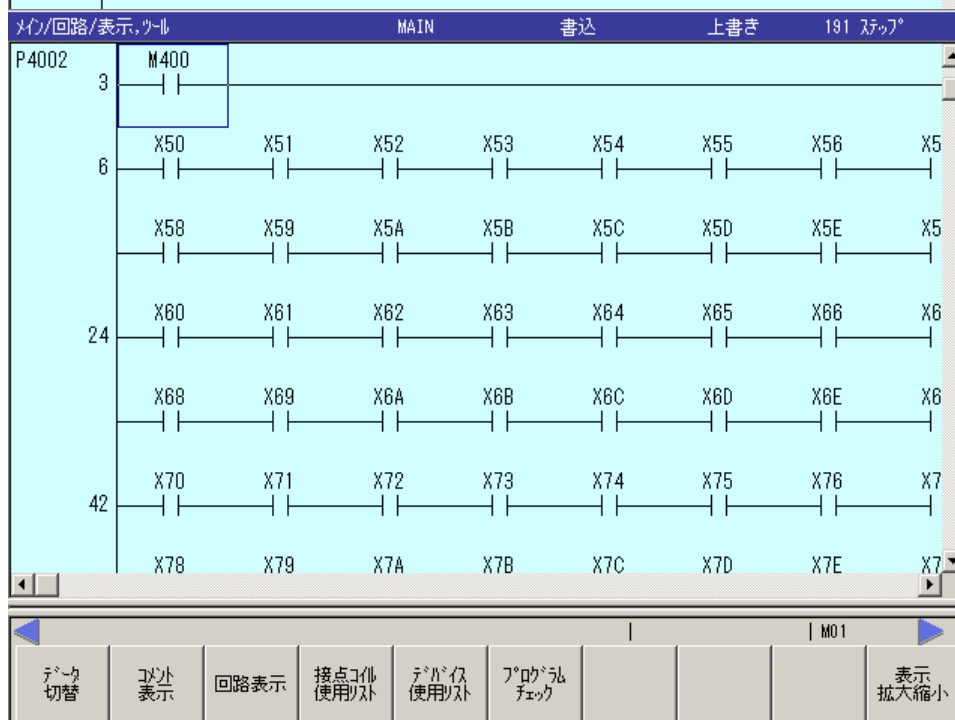 ﾒｲﾝ/回路/表示,ﾂｰﾙ MAIN 書込 上書き 191 ｽﾃｯﾌﾟ
P4002 M400
3
X50 X51 X52 X53 X54 X55 X56 X5
6
X58 X59 X5A X5B X5C X5D X5E X5
X60 X61 X62 X63 X64 X65 X66 X6
24
X68 X69 X6A X6B X6C X6D X6E X6
X70 X71 X72 X73 X74 X75 X76 X7
42
X78 X79 X7A X7B X7C X7D X7E X7
M01
ﾃﾞｰﾀ
切替
ｺﾒﾝﾄ
表示
回路表示
接点ｺｲﾙ
使用ﾘｽﾄ
ﾃﾞﾊﾞｲｽ
使用ﾘｽﾄ
ﾌﾟﾛｸﾞﾗﾑ
ﾁｪｯｸ
表示
拡大縮小